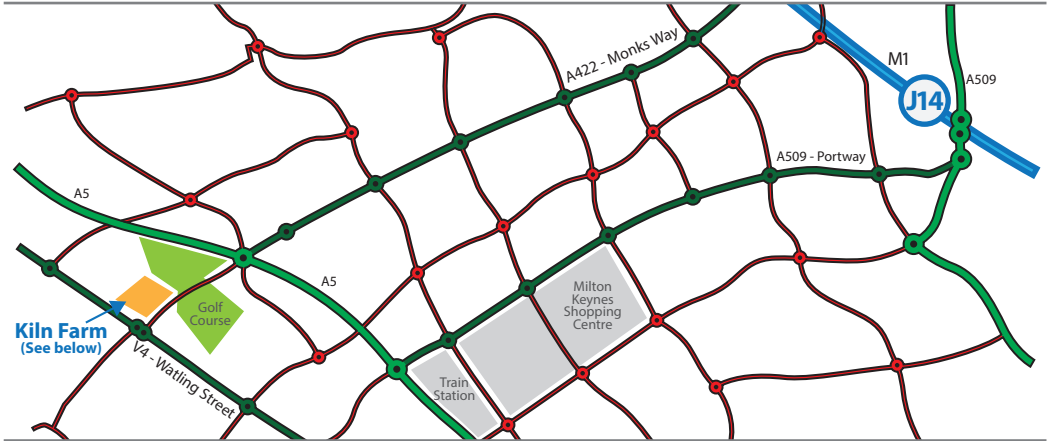 A422 - Monks Way
M1
J14
A509
A509 - Portway
A5
A5
Golf
Course
Milton
Keynes
Shopping
Centre
Kiln Farm
(See below)
V4 - Watling Street
Train
Station